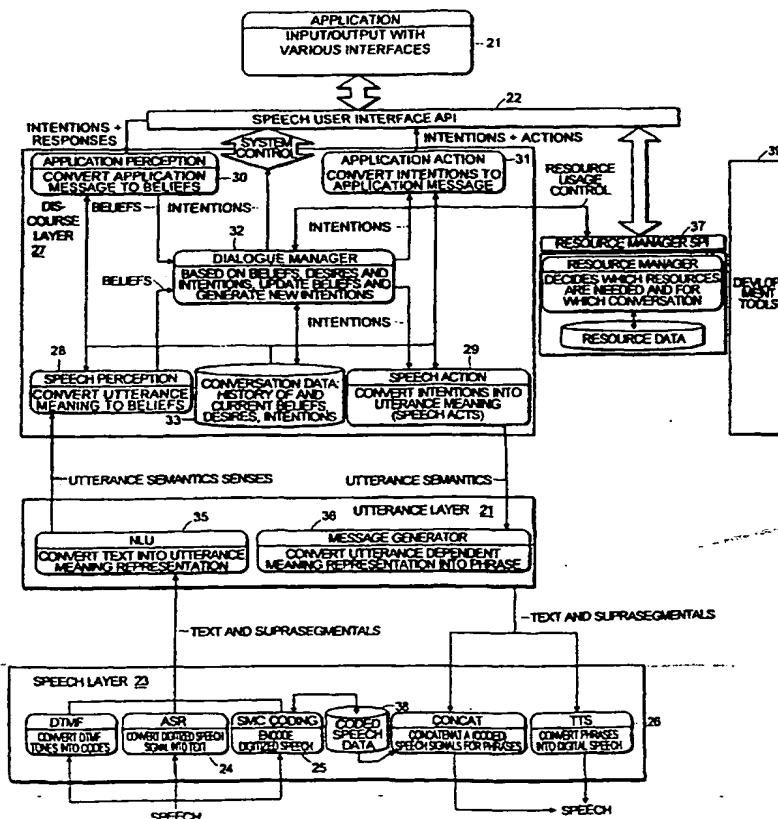 APPLICATION
INPUT/OUTPUT WITH
VARIOUS INTERFACES
21
22
SPEECH USER INTERFACE API
INTENTIONS +
RESPONSES
SYSTEM
CONTROL
INTENTIONS + ACTIONS
APPLICATION PERCEPTION
CONVERT APPLICATION
MESSAGE TO BELIEFS
30
APPLICATION ACTION
CONVERT INTENTIONS TO
APPLICATION MESSAGE
31
RESOURCE
USAGE
CONTROL
39
DIS-
COURSE
LAYER
27
BELIEFS
INTENTIONS
INTENTIONS
32
DIALOGUE MANAGER
BASED ON BELIEFS, DESIRES AND
INTENTIONS, UPDATE BELIEFS AND
GENERATE NEW INTENTIONS
BELIEFS
INTENTIONS
37
RESOURCE MANAGER SPI
RESOURCE MANAGER
DECIDES WHICH RESOURCES
ARE NEEDED AND FOR
WHICH CONVERSATION
RESOURCE DATA
DEVELOP
MENT
TOOLS
28
SPEECH PERCEPTION
CONVERT UTTERANCE
MEANING TO BELIEFS
33
CONVERSATION DATA:
HISTORY OF AND
CURRENT BELIEFS,
DESIRES, INTENTIONS
29
SPEECH ACTION
CONVERT INTENTIONS INTO
UTERANCE MEANING
(SPEECH ACTS)
UTTERANCE SEMANTICS SENSES
UTTERANCE SEMANTICS
UTTERANCE LAYER 21
35
NLU
CONVERT TEXT INTO UTTERANCE
MEANING REPRESENTATION
36
MESSAGE GENERATOR
CONVERT UTTERANCE DEPENDENT
MEANING REPRESENTATION INTO PHRASE
TEXT AND SUPRASEGMENTALS
TEXT AND SUPRASEGMENTALS
SPEECH LAYER 23
DTMF
CONVERT DTMF
TONES INTO CODES
ASR
CONVERT DIGITIZED SPEECH
SIGNAL INTO TEXT
24
SMC CODING
ENCODE
DIGITIZED SPEECH
25
38
CODED
SPEECH
DATA
CONCAT
CONCATENAT A (CODED)
SPEECH SIGNALS FOR PHRASES
TTS
CONVERT PHRASES
INTO DIGITAL SPEECH
26
SPEECH
SPEECH